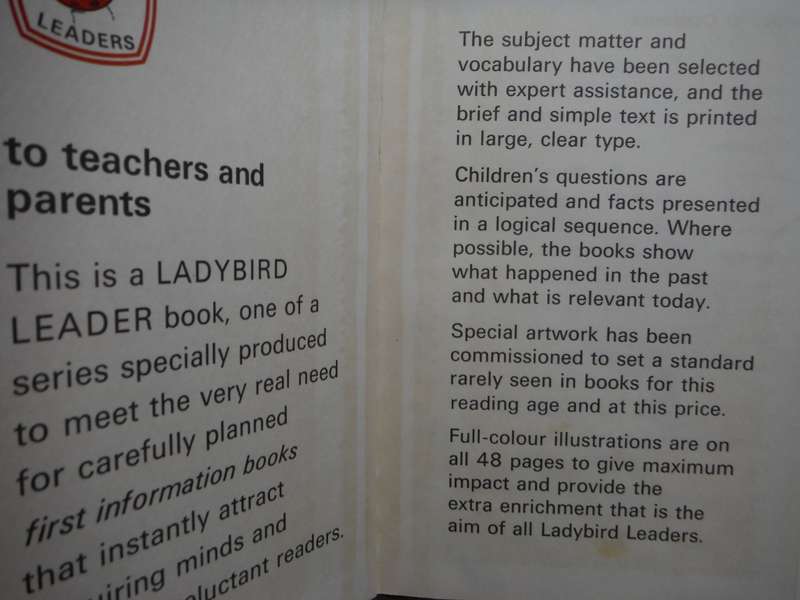 LEADERS
to teachers and
parents
This is a LADYBIRD
LEADER book, one of a
series specially produced
to meet the very real need
for carefully planned
first information books
that instantly attract
minds and
readers.
The subject matter and
vocabulary have been selected
with expert assistance, and the
brief and simple text is printed
in large, clear type.
Children's questions are
anticipated and facts presented
in a logical sequence. Where
possible, the books show
what happened in the past
and what is relevant today.
Special artwork has been
commissioned to set a standard
rarely seen in books for this
reading age and at this price.
Full-colour illustrations are on
all 48 pages to give maximum
impact and provide the
extra enrichment that is the
aim of all Ladybird Leaders.